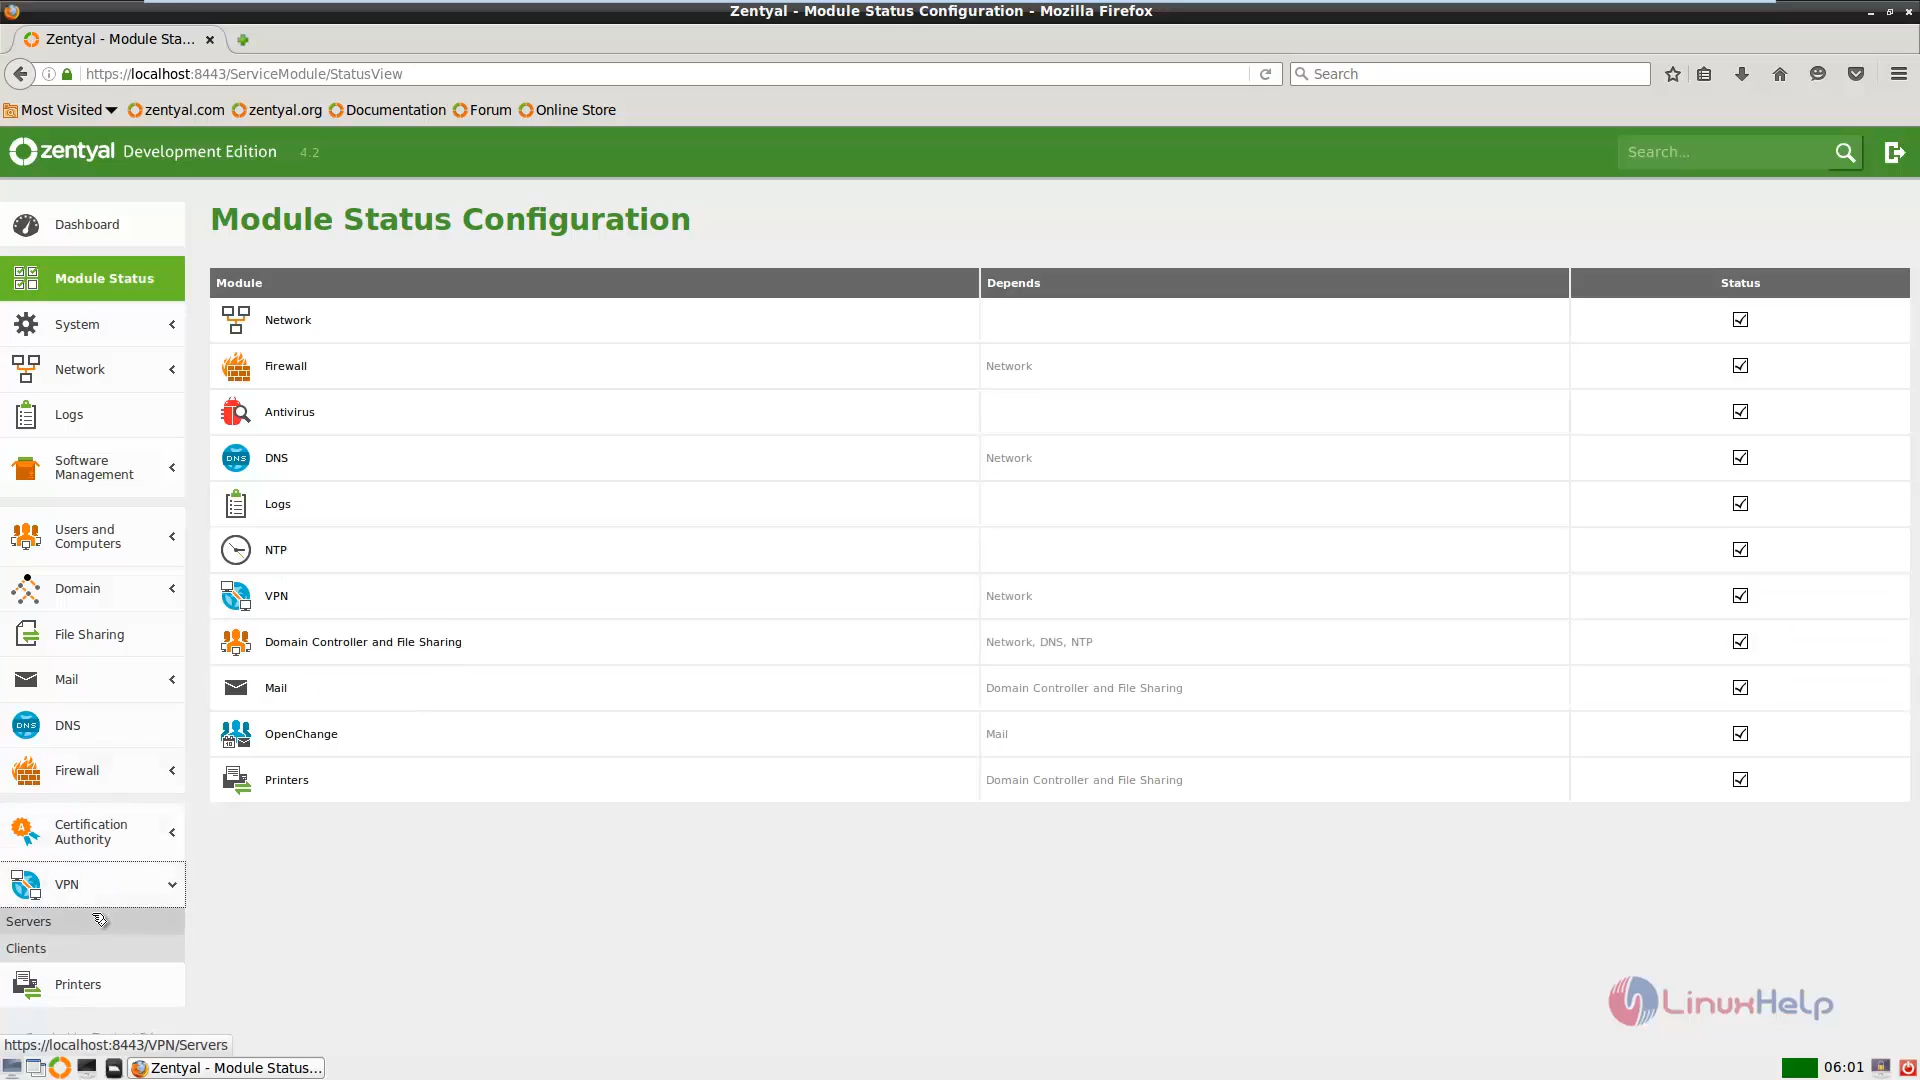 Zentyal - Module Status Configuration - Mozilla Firefox
Zentyal - Module Sta...
https://localhost:8443/ServiceModule/StatusView
Search
Most Visited
zentyal.com
zentyal.org
Documentation
Forum
Online Store
zentyal Development Edition 4.2
Search...
Dashboard
Module Status
System
Network
Logs
Software
Management
Users and
Computers
Domain
File Sharing
Mail
DNS
DNS
Firewall
Certification
Authority
VPN
Servers
Clients
Printers
Module Status Configuration
Module Depends Status
Network
Firewall Network
Antivirus
DNS DNS Network
Logs
NTP
VPN Network
Domain Controller and File Sharing Network, DNS, NTP
Mail Domain Controller and File Sharing
OpenChange Mail
Printers Domain Controller and File Sharing
LinuxHelp
https://localhost:8443/VPN/Servers
Zentyal - Module Status...
06:01